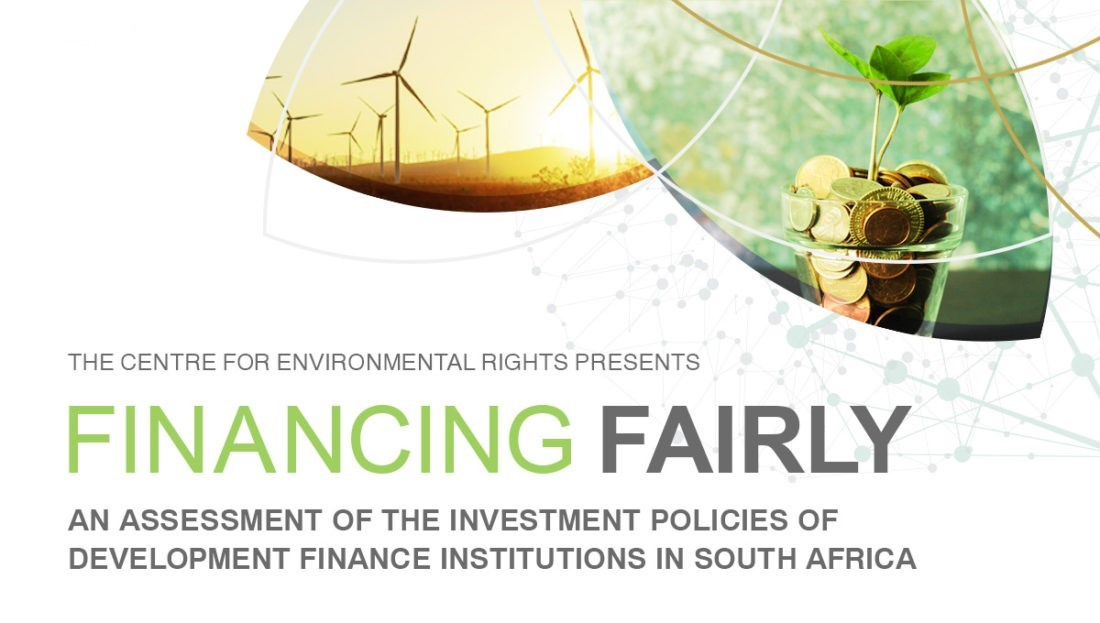 THE CENTRE FOR ENVIRONMENTAL RIGHTS PRESENTS
FINANCING FAIRLY
AN ASSESSMENT OF THE INVESTMENT POLICIES OF
DEVELOPMENT FINANCE INSTITUTIONS IN SOUTH AFRICA